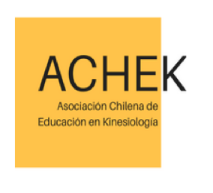 ACHEK
Asociación Chilena de
Educación en Kinesiología